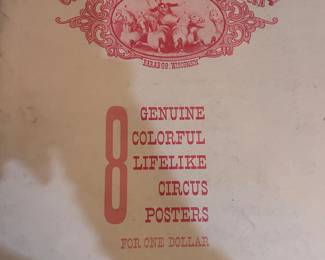 BARABOO, WISCONSIN
8 GENUINE
COLORFUL
LIFELIKE
CIRCUS
POSTERS
FOR ONE DOLLAR